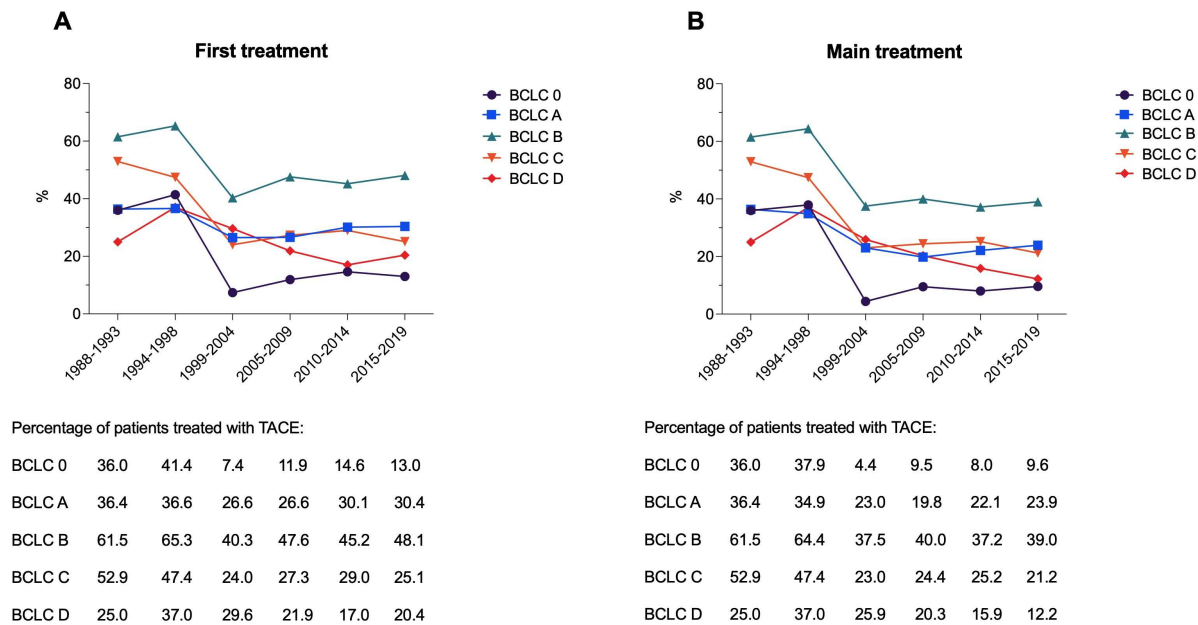 A
First treatment
80
60
40
20
0
%
1988-1993
1994-1998
1999-2004
2005-2009
2010-2014
2015-2019
BCLC 0
BCLC A
BCLC B
BCLC C
BCLC D
Percentage of patients treated with TACE:
BCLC 0 36.0 41.4 7.4 11.9 14.6 13.0
BCLC A 36.4 36.6 26.6 26.6 30.1 30.4
BCLC B 61.5 65.3 40.3 47.6 45.2 48.1
BCLC C 52.9 47.4 24.0 27.3 29.0 25.1
BCLC D 25.0 37.0 29.6 21.9 17.0 20.4
B
Main treatment
80
60
40
20
0
%
1988-1993
1994-1998
1999-2004
2005-2009
2010-2014
2015-2019
BCLC 0
BCLC A
BCLC B
BCLC C
BCLC D
Percentage of patients treated with TACE:
BCLC 0 36.0 37.9 4.4 9.5 8.0 9.6
BCLC A 36.4 34.9 23.0 19.8 22.1 23.9
BCLC B 61.5 64.4 37.5 40.0 37.2 39.0
BCLC C 52.9 47.4 23.0 24.4 25.2 21.2
BCLC D 25.0 37.0 25.9 20.3 15.9 12.2